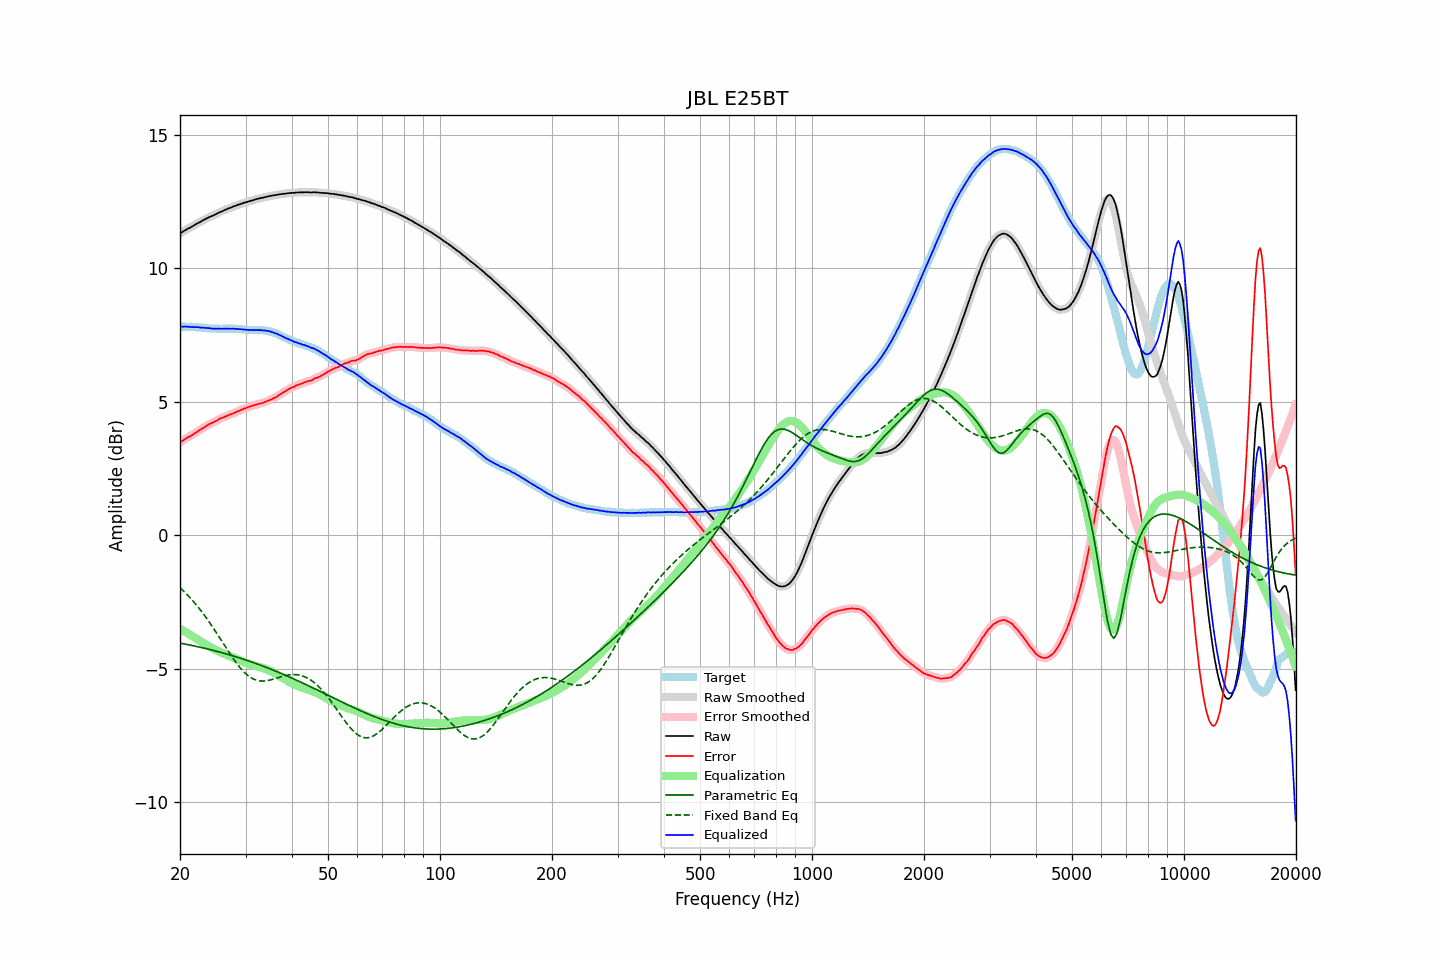 JBL E25BT
Amplitude (dBr)
15
10
5
0
−5
−10
Target
Raw Smoothed
Error Smoothed
Raw
Error
Equalization
Parametric Eq
Fixed Band Eq
Equalized
20
50
100
200
500
1000
2000
5000
10000
20000
Frequency (Hz)